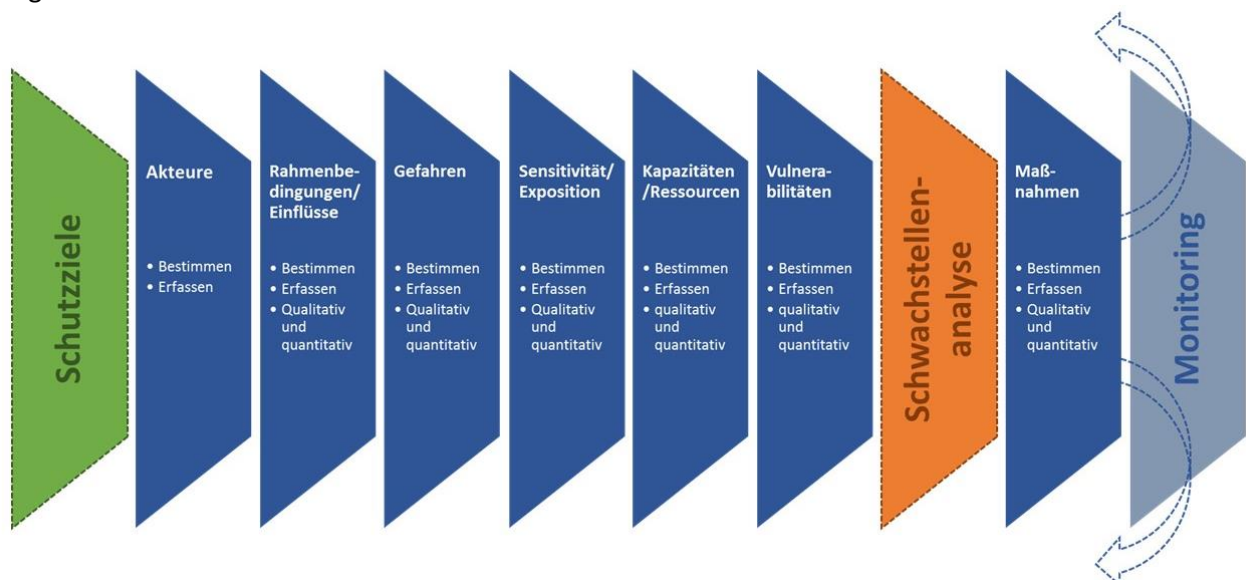 Schutzziele
Akteure
• Bestimmen
• Erfassen
Rahmenbe-
dingungen/
Einflüsse
• Bestimmen
• Erfassen
• Qualitativ
und
quantitativ
Gefahren
• Bestimmen
• Erfassen
• Qualitativ
und
quantitativ
Sensitivität/
Exposition
• Bestimmen
• Erfassen
• Qualitativ
und
quantitativ
Kapazitäten
/Ressourcen
• Bestimmen
• Erfassen
• qualitativ
und
quantitativ
Vulnera-
bilitäten
• Bestimmen
• Erfassen
• qualitativ
und
quantitativ
Schwachstellen-
analyse
Maß-
nahmen
• Bestimmen
• Erfassen
• Qualitativ
und
quantitativ
Monitoring